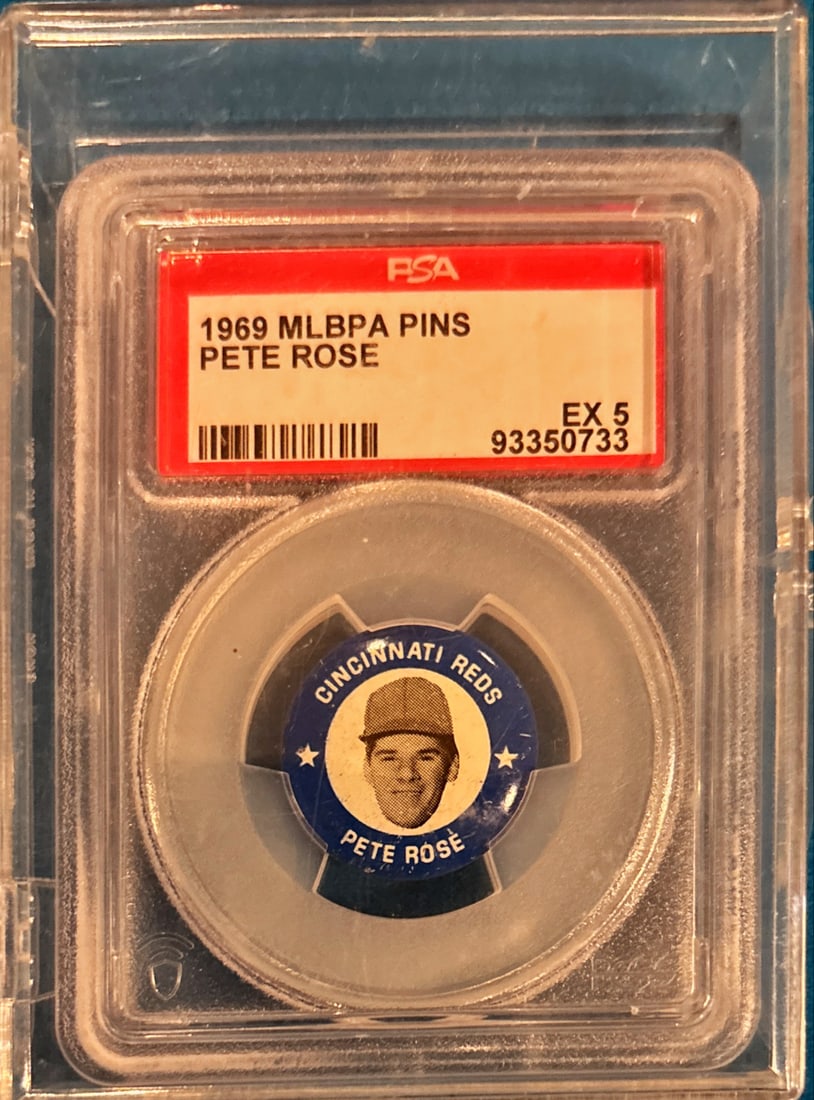 PSA
1969 MLBPA PINS
PETE ROSE
EX 5
93350733
CINCINNATI REDS
PETE ROSE